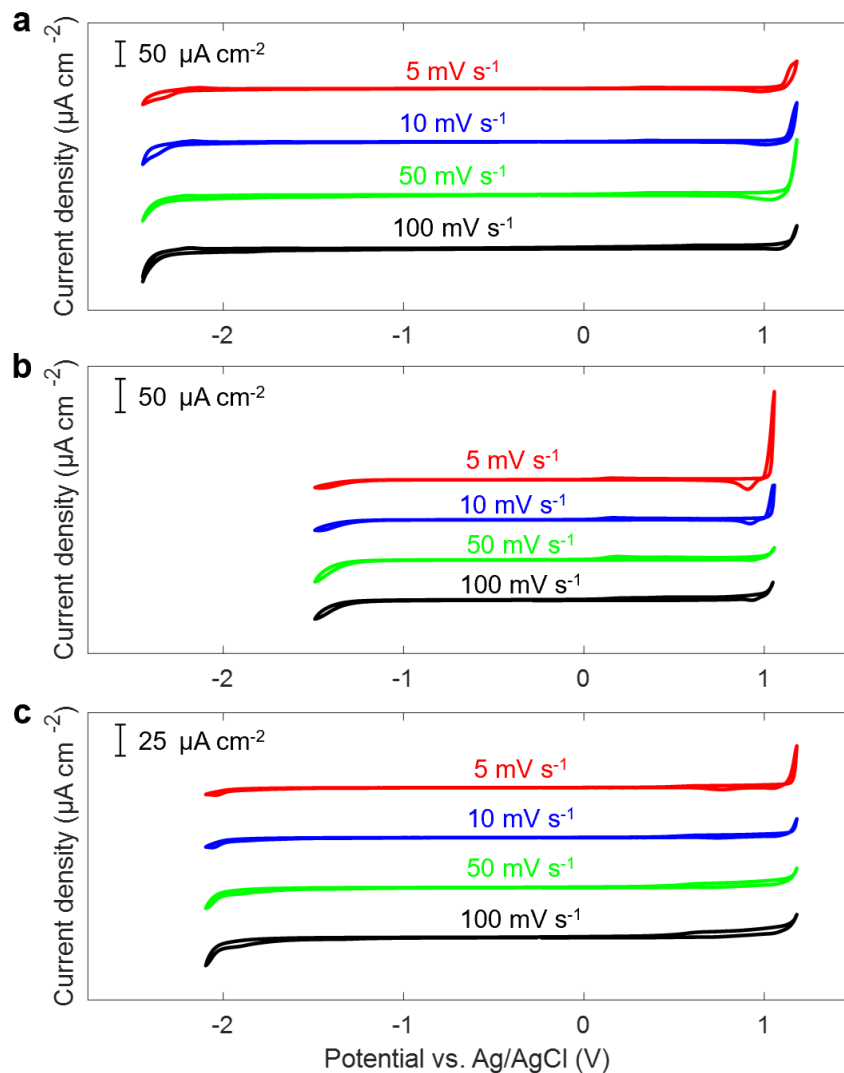 a
50 µA cm-2
5 mV s-1
10 mV s-1
50 mV s-1
100 mV s-1
Current density (µA cm -2)
-2 -1 0 1
b
50 µA cm-2
5 mV s-1
10 mV s-1
50 mV s-1
100 mV s-1
Current density (µA cm -2)
-2 -1 0 1
c
25 µA cm-2
5 mV s-1
10 mV s-1
50 mV s-1
100 mV s-1
Current density (µA cm -2)
-2 -1 0 1
Potential vs. Ag/AgCl (V)